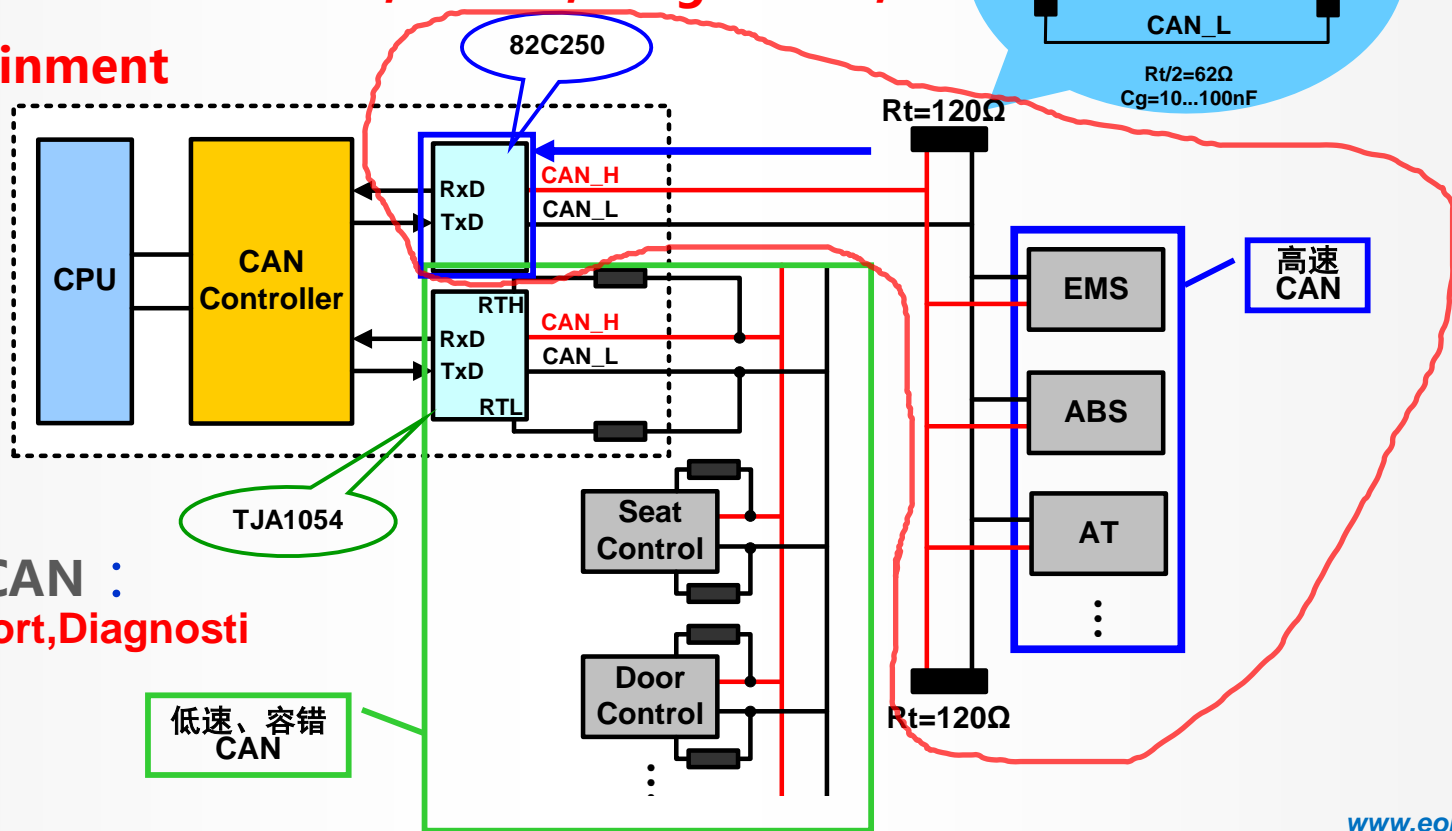 CAN_L
Rt/2=62Ω
Cg=10...100nF
82C250
inment
Rt=120Ω
CAN_H
RxD
CAN_L
TxD
CPU
CAN
Controller
EMS
高速
CAN
RTH
CAN_H
RxD
CAN_L
TxD
RTL
ABS
TJA1054
Seat
Control
AT
CAN：
ort,Diagnosti
Door
Control
Rt=120Ω
低速、容错
CAN
www.eol